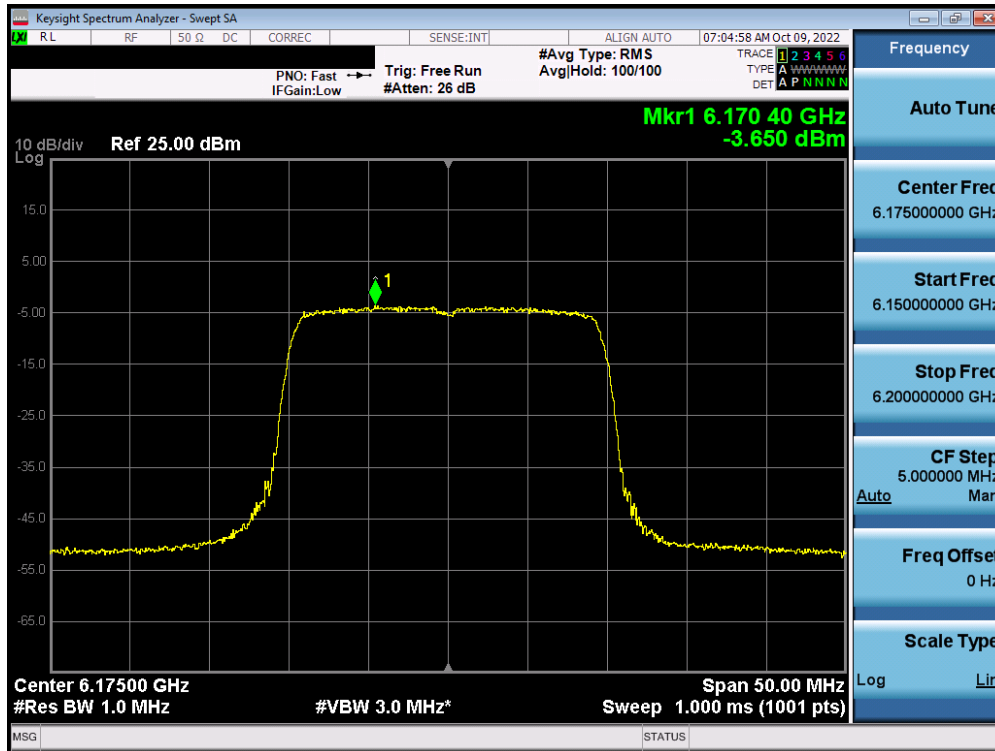 Keysight Spectrum Analyzer - Swept SA
LXI RL RF 50 Ω DC CORREC SENSE:INT ALIGN AUTO 07:04:58 AM Oct 09, 2022
PNO: Fast
IFGain:Low
Trig: Free Run
#Atten: 26 dB
#Avg Type: RMS
Avg|Hold: 100/100
TRACE 1 2 3 4 5 6
TYPE A WWWWW
DET A P N N N N
Mkr1 6.170 40 GHz
-3.650 dBm
10 dB/div Ref 25.00 dBm
Log
15.0
5.00
1
-5.00
-15.0
-25.0
-35.0
-45.0
-55.0
-65.0
Center 6.17500 GHz Span 50.00 MHz
#Res BW 1.0 MHz #VBW 3.0 MHz* Sweep 1.000 ms (1001 pts)
MSG STATUS
Frequency
Auto Tune
Center Freq
6.175000000 GHz
Start Freq
6.150000000 GHz
Stop Freq
6.200000000 GHz
CF Step
5.000000 MHz
Auto Man
Freq Offset
0 Hz
Scale Type
Log Lin